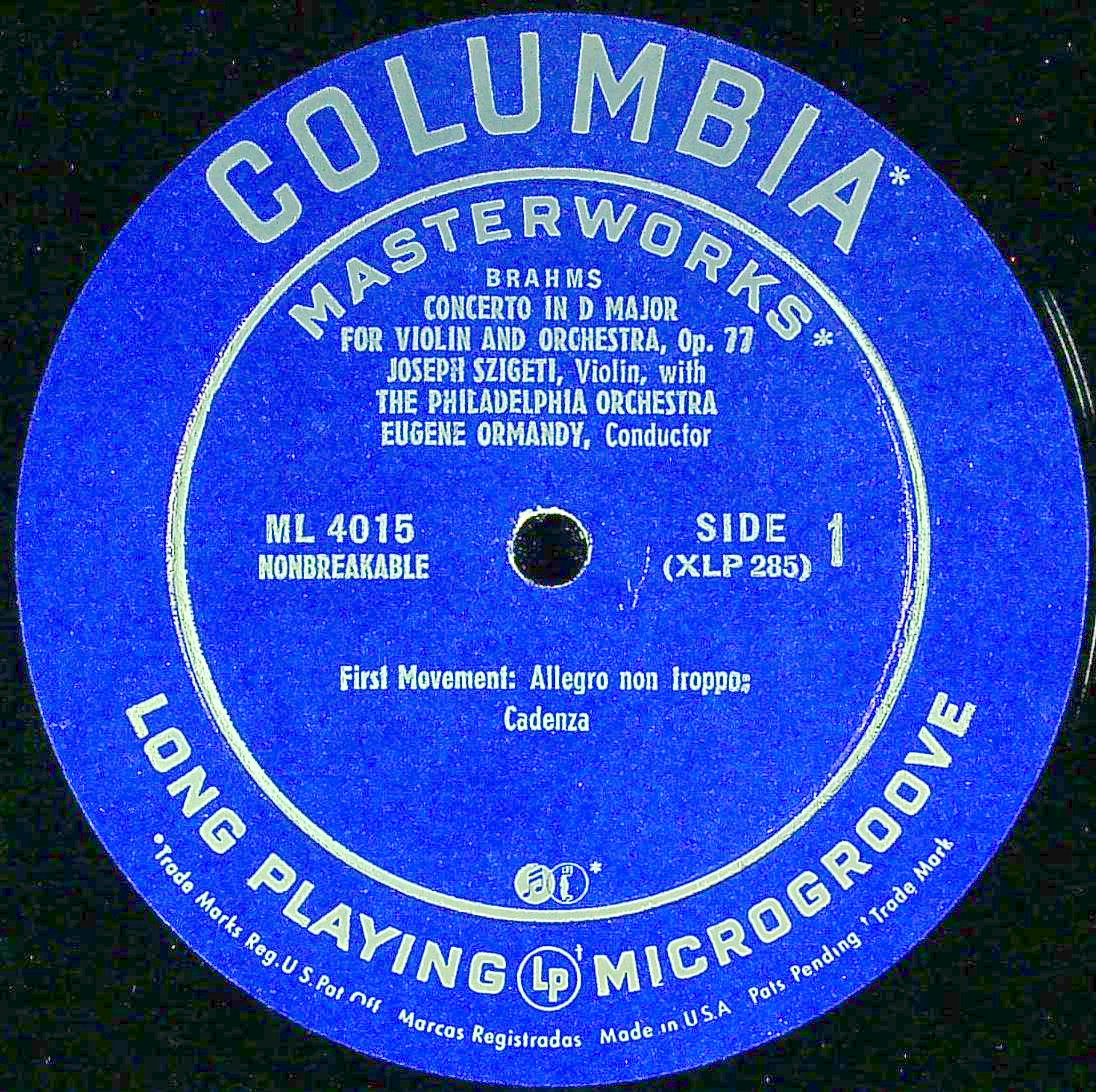 COLUMBIA*
MASTERWORKS*
BRAHMS
CONCERTO IN D MAJOR
FOR VIOLIN AND ORCHESTRA, Op. 77
JOSEPH SZIGETI, Violin, with
THE PHILADELPHIA ORCHESTRA
EUGENE ORMANDY, Conductor
ML 4015
NONBREAKABLE
SIDE 1
(XLP 285)
First Movement: Allegro non troppo;
Cadenza
*
LONG PLAYING Lp† MICROGROOVE
*Trade Marks Reg. U.S. Pat Off Marcas Registradas Made in U.S.A Pats Pending †Trade Mark